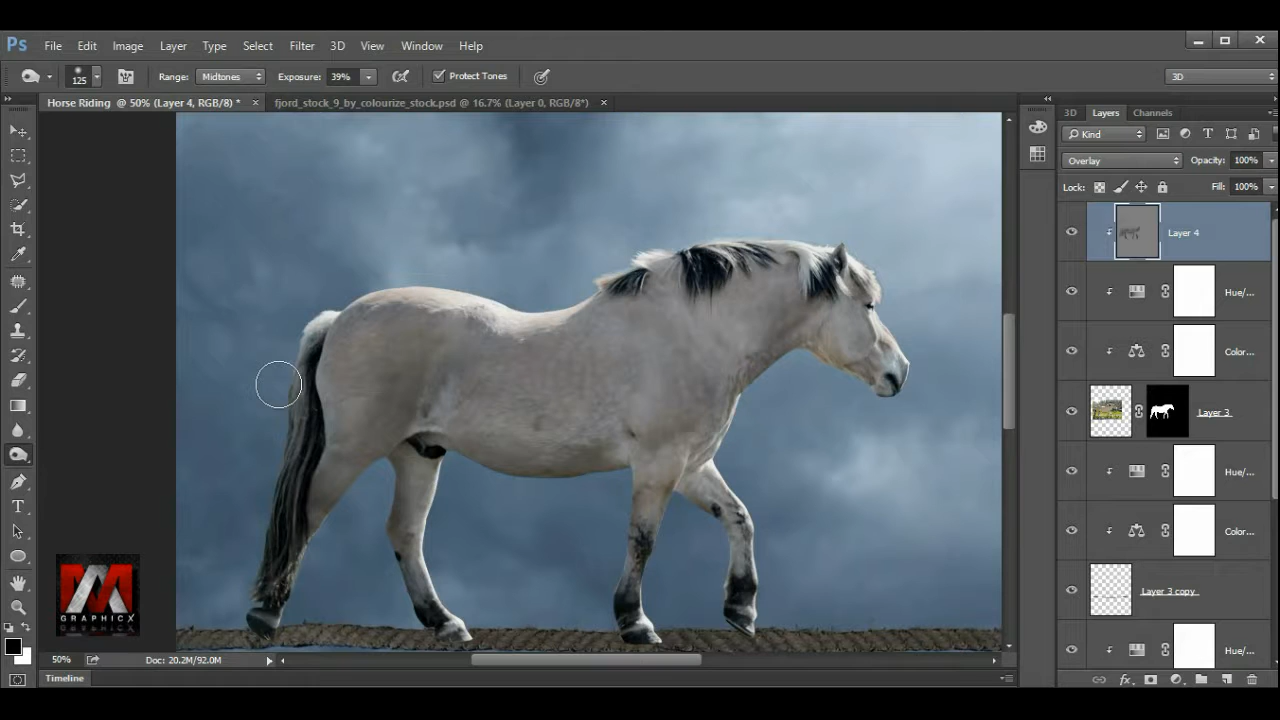 Ps File Edit Image Layer Type Select Filter 3D View Window Help
125 Range: Midtones Exposure: 39% Protect Tones 3D
Horse Riding @ 50% (Layer 4, RGB/8) * × fjord_stock_9_by_colourize_stock.psd @ 16.7% (Layer 0, RGB/8*) ×
3D Layers Channels
Kind
Overlay Opacity: 100%
Lock: Fill: 100%
Layer 4
Hue/...
Color...
Layer 3
Hue/...
Color...
Layer 3 copy
Hue/...
M
GRAPHICX
50% Doc: 20.2M/92.0M
Timeline